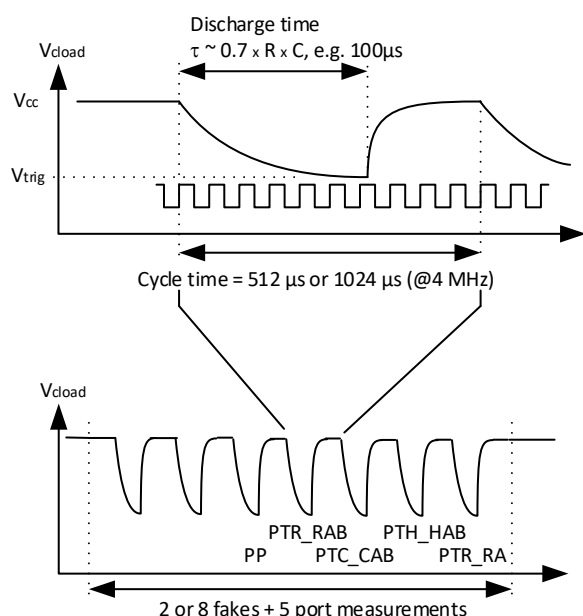 Discharge time
τ ~ 0.7 x R x C, e.g. 100µs
Vcload
Vcc
Vtrig
Cycle time = 512 µs or 1024 µs (@4 MHz)
Vcload
PTR_RAB PTH_HAB
PP PTC_CAB PTR_RA
2 or 8 fakes + 5 port measurements